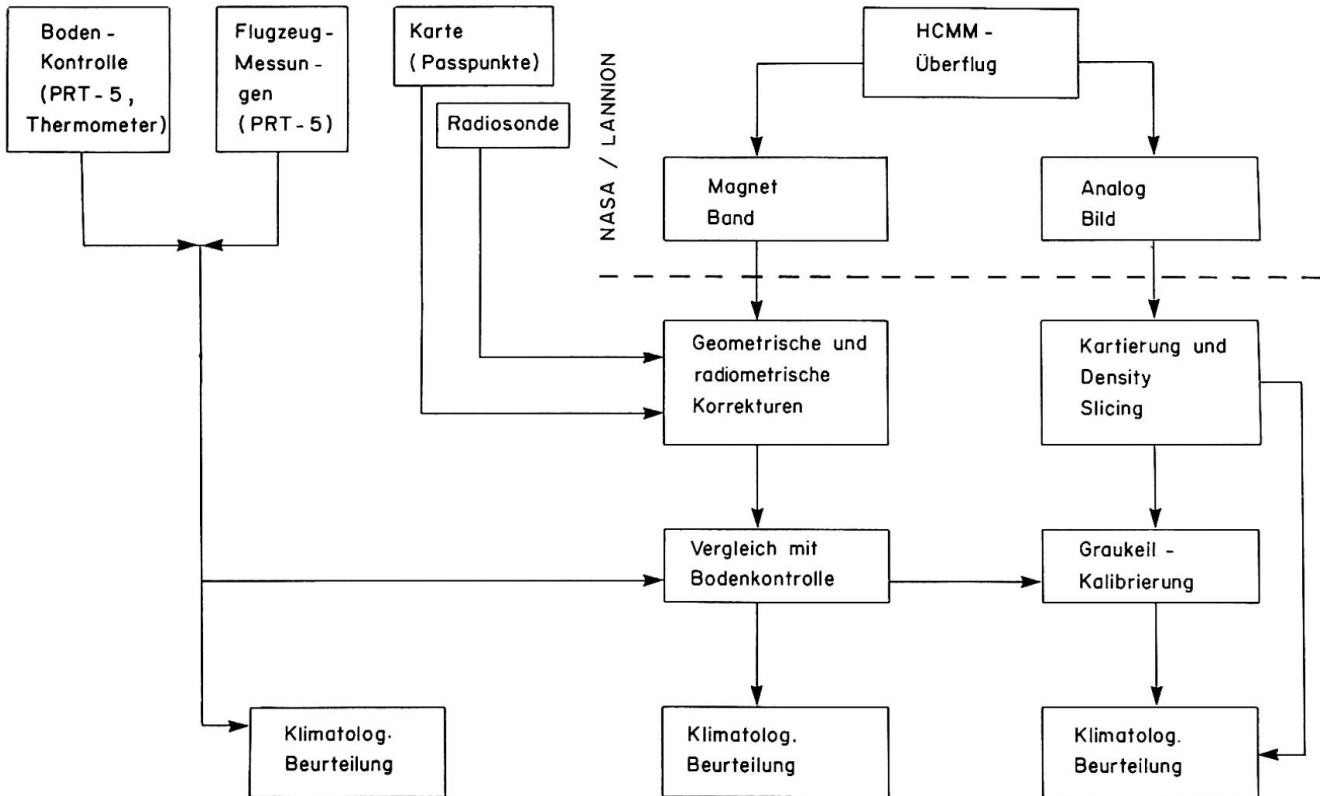 Boden -
Kontrolle
(PRT - 5 ,
Thermometer)
Flugzeug-
Messun -
gen
( PRT - 5 )
Karte
( Passpunkte)
Radiosonde
NASA / LANNION
HCMM -
Überflug
Magnet
Band
Analog
Bild
Geometrische und
radiometrische
Korrekturen
Kartierung und
Density
Slicing
Vergleich mit
Bodenkontrolle
Graukeil -
Kalibrierung
Klimatolog.
Beurteilung
Klimatolog.
Beurteilung
Klimatolog.
Beurteilung